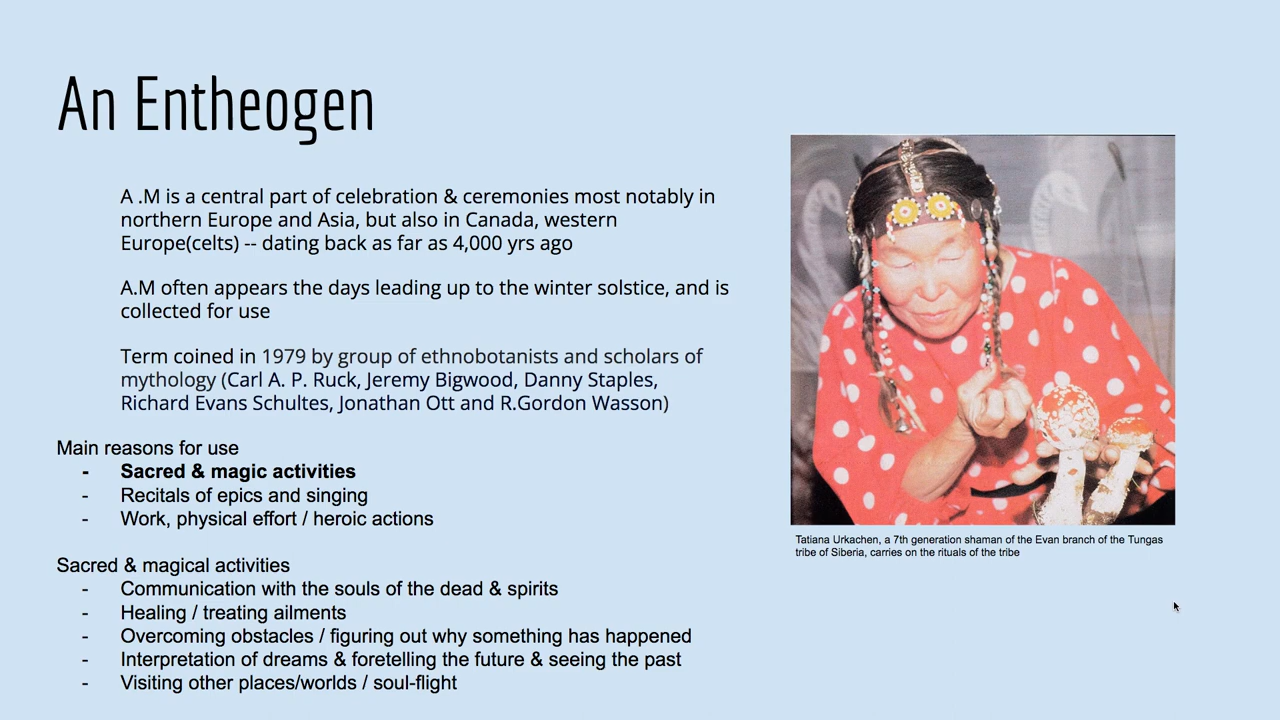 An Entheogen
A .M is a central part of celebration & ceremonies most notably in
northern Europe and Asia, but also in Canada, western
Europe(celts) -- dating back as far as 4,000 yrs ago
A.M often appears the days leading up to the winter solstice, and is
collected for use
Term coined in 1979 by group of ethnobotanists and scholars of
mythology (Carl A. P. Ruck, Jeremy Bigwood, Danny Staples,
Richard Evans Schultes, Jonathan Ott and R.Gordon Wasson)
Main reasons for use
- Sacred & magic activities
- Recitals of epics and singing
- Work, physical effort / heroic actions
Sacred & magical activities
- Communication with the souls of the dead & spirits
- Healing / treating ailments
- Overcoming obstacles / figuring out why something has happened
- Interpretation of dreams & foretelling the future & seeing the past
- Visiting other places/worlds / soul-flight
Tatiana Urkachen, a 7th generation shaman of the Evan branch of the Tungas
tribe of Siberia, carries on the rituals of the tribe